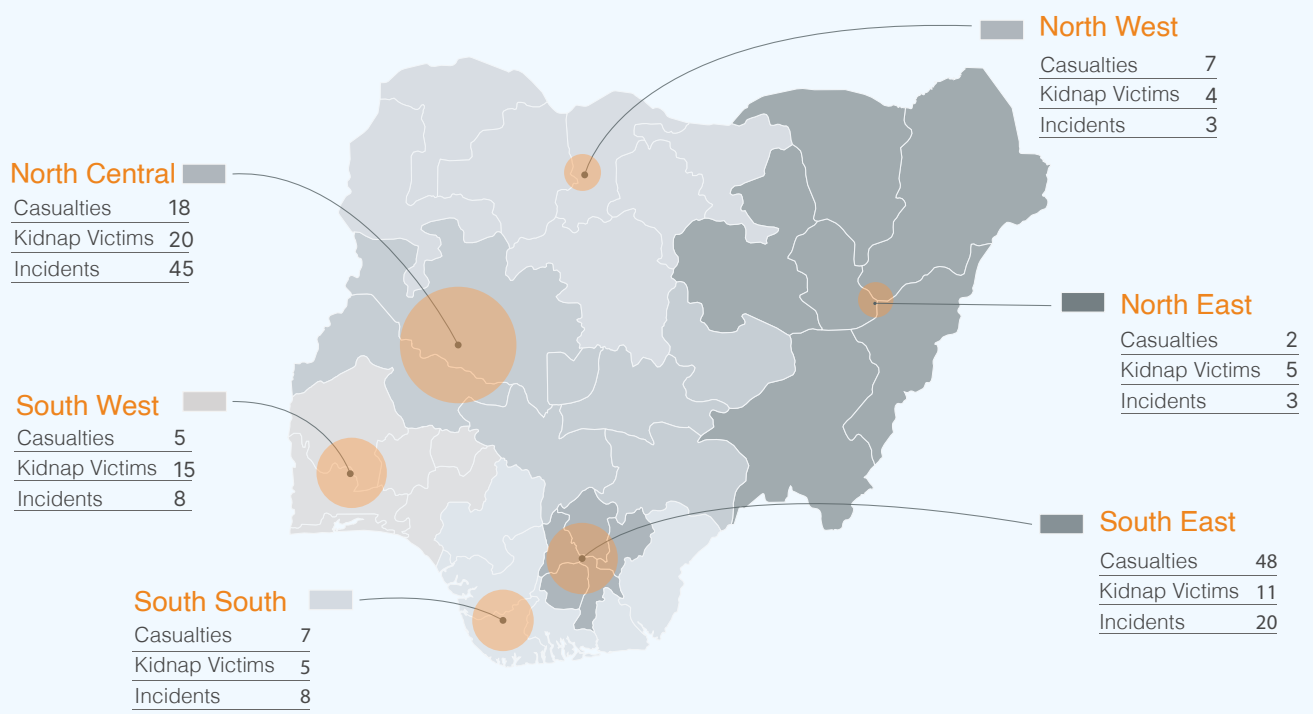 North West
Casualties 7
Kidnap Victims 4
Incidents 3
North Central
Casualties 18
Kidnap Victims 20
Incidents 45
North East
Casualties 2
Kidnap Victims 5
Incidents 3
South West
Casualties 5
Kidnap Victims 15
Incidents 8
South East
Casualties 48
Kidnap Victims 11
Incidents 20
South South
Casualties 7
Kidnap Victims 5
Incidents 8